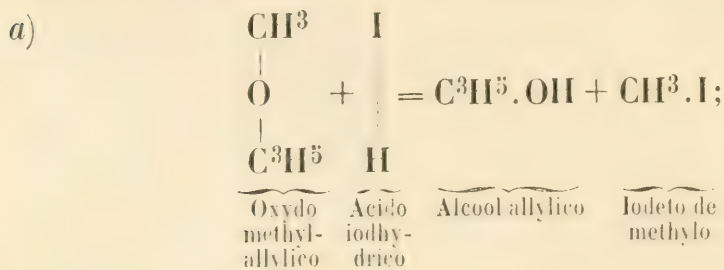 a)
CH³ I
|
O + = C³H⁵.OH + CH³.I;
|
C³H⁵ H
Oxydo Acido Alcool allylico Iodeto de
methyl- iodhy- methylo
allylico drico